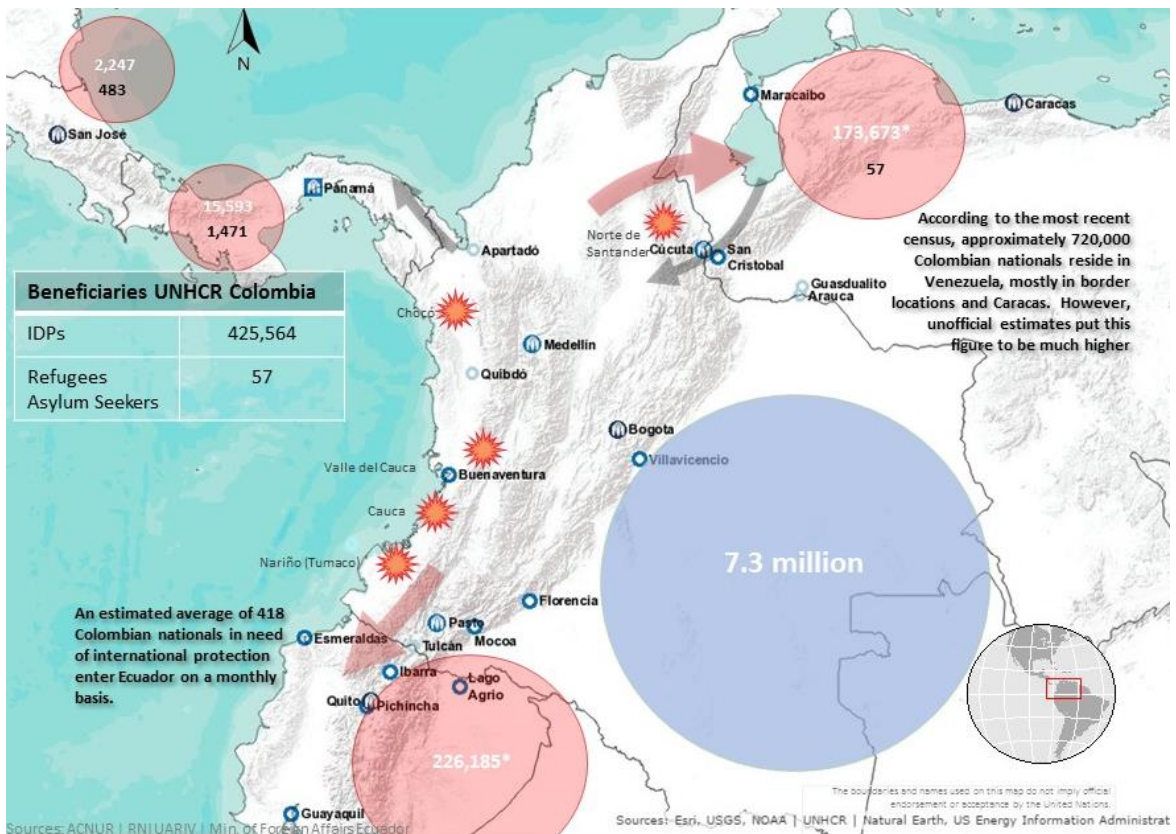 2,247
483
N
San José
15,593
1,471
Pánamá
Apartadó
Maracaibo
Caracas
173,673*
57
Norte de
Santander
Cúcuta
San
Cristobal
Guasdualito
Arauca
According to the most recent
census, approximately 720,000
Colombian nationals reside in
Venezuela, mostly in border
locations and Caracas. However,
unofficial estimates put this
figure to be much higher
Beneficiaries UNHCR Colombia
IDPs 425,564
Refugees 57
Asylum Seekers
Chocó
Medellín
Quibdó
Bogota
Villavicencio
Valle del Cauca
Buenaventura
Cauca
Nariño (Tumaco)
7.3 million
An estimated average of 418
Colombian nationals in need
of international protection
enter Ecuador on a monthly
basis.
Florencia
Pasto
Mocoa
Esmeraldas
Tulcán
Ibarra
Lago
Agrio
Quito
Pichincha
226,185*
Guayaquil
The boundaries and names used on this map do not imply official
endorsement or acceptance by the United Nations.
Sources: ACNUR | RNI UARIV | Min. of Foreign Affairs Ecuador
Sources: Esri, USGS, NOAA | UNHCR | Natural Earth, US Energy Information Administrat